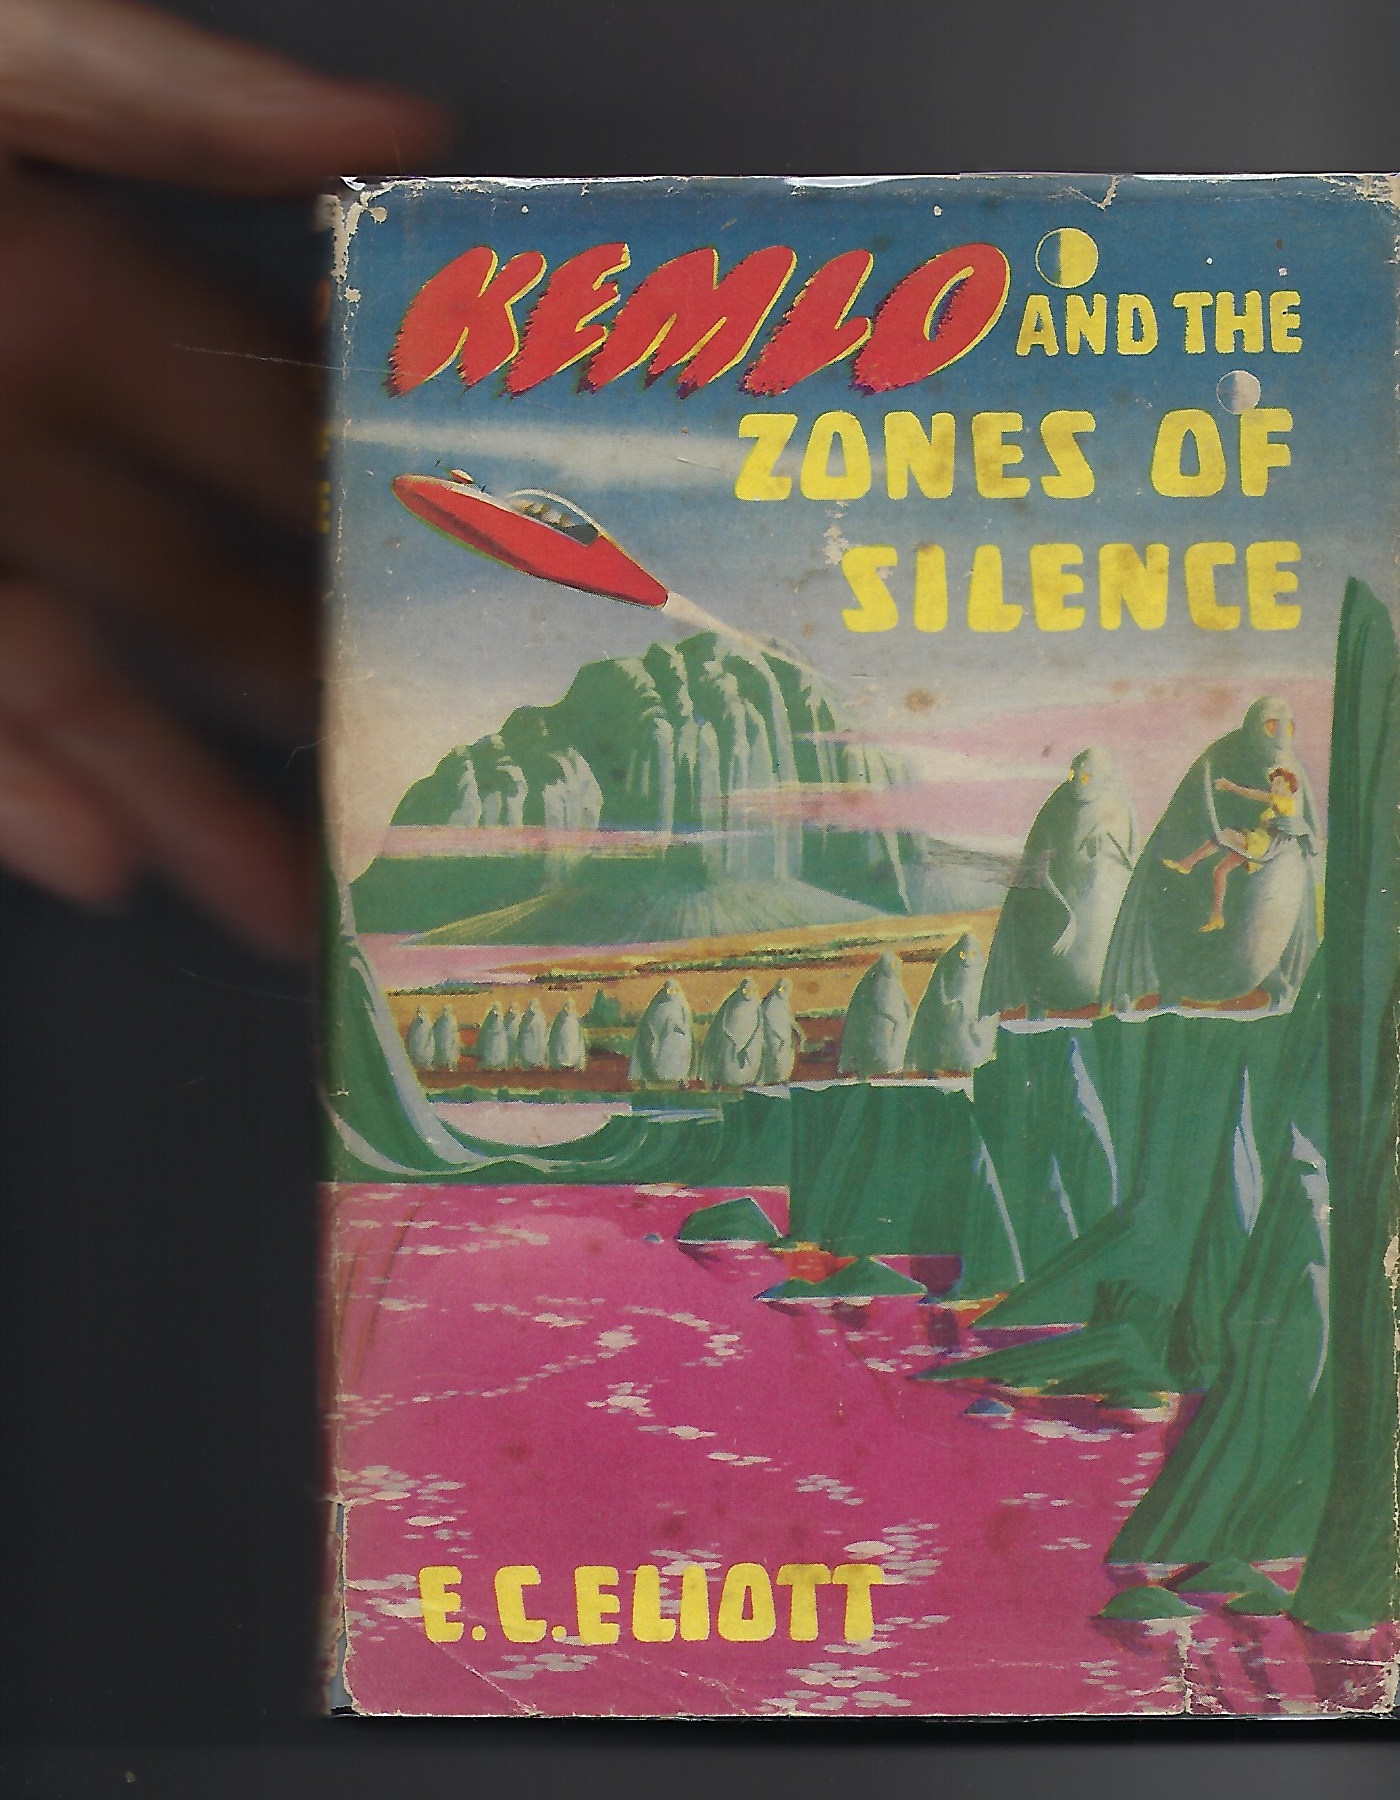 KEMLO AND THE
ZONES OF
SILENCE
E. C. ELIOTT